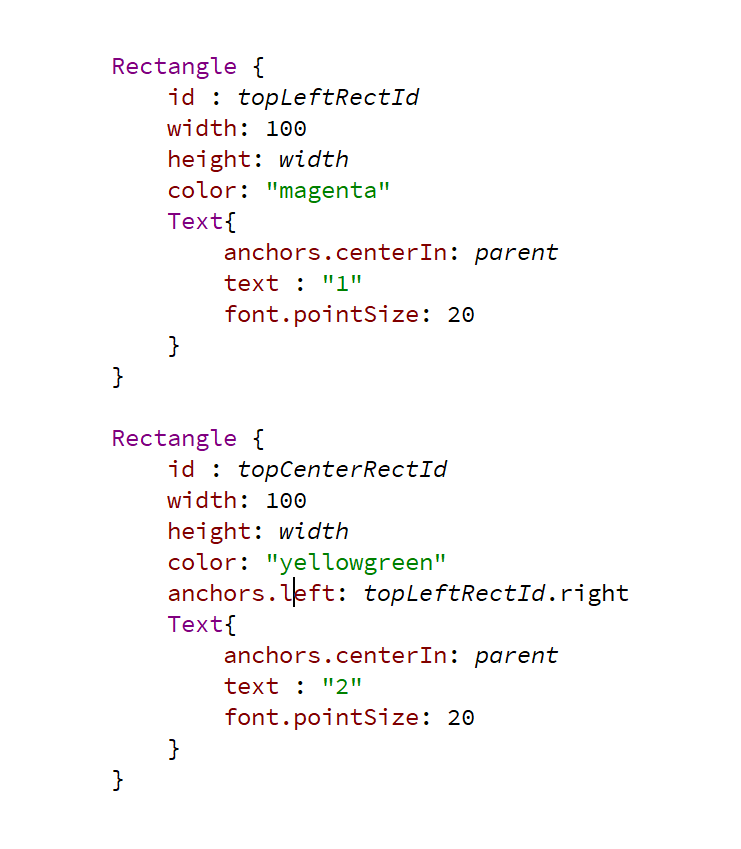 Rectangle {
    id : topLeftRectId
    width: 100
    height: width
    color: "magenta"
    Text{
        anchors.centerIn: parent
        text : "1"
        font.pointSize: 20
    }
}

Rectangle {
    id : topCenterRectId
    width: 100
    height: width
    color: "yellowgreen"
    anchors.left: topLeftRectId.right
    Text{
        anchors.centerIn: parent
        text : "2"
        font.pointSize: 20
    }
}